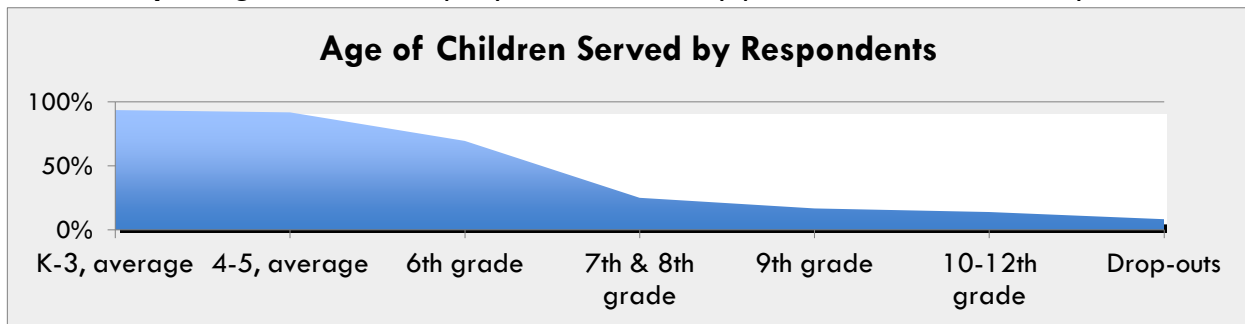 Age of Children Served by Respondents
100%
50%
0%
K-3, average 4-5, average 6th grade 7th & 8th grade 9th grade 10-12th grade Drop-outs